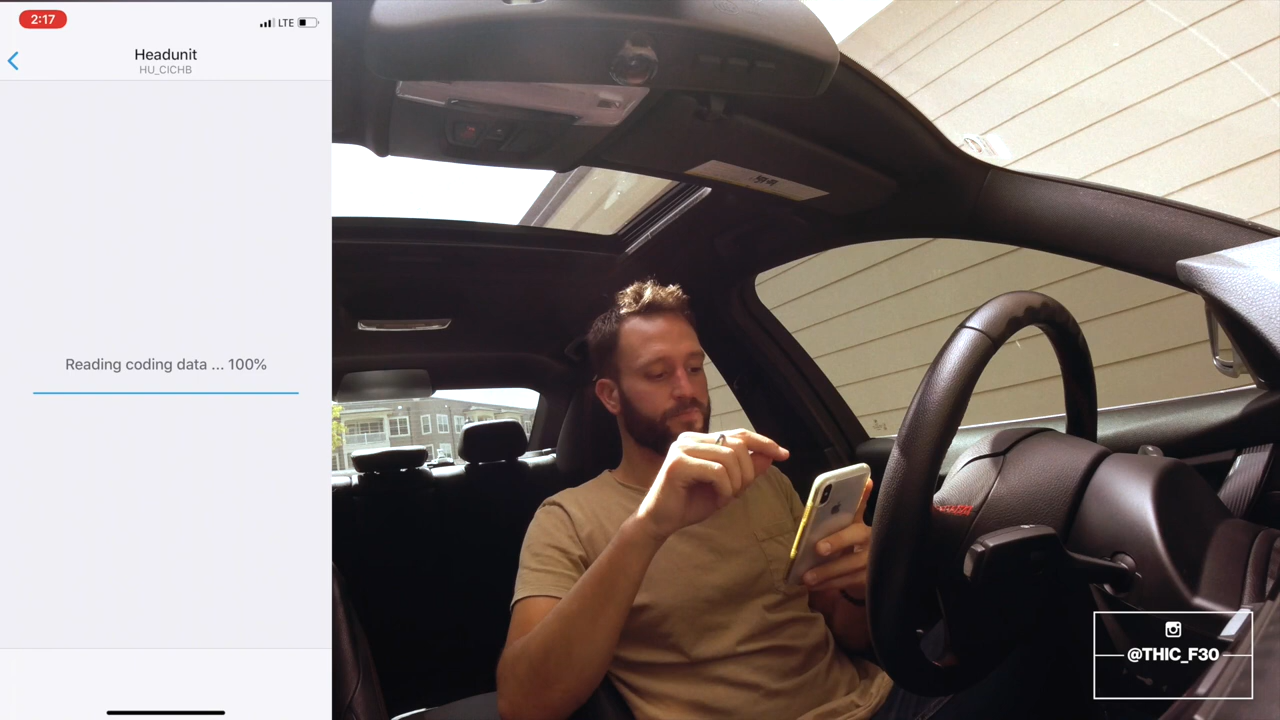 2:17
LTE
Headunit
HU_CICHB
Reading coding data ... 100%
@THIC_F30